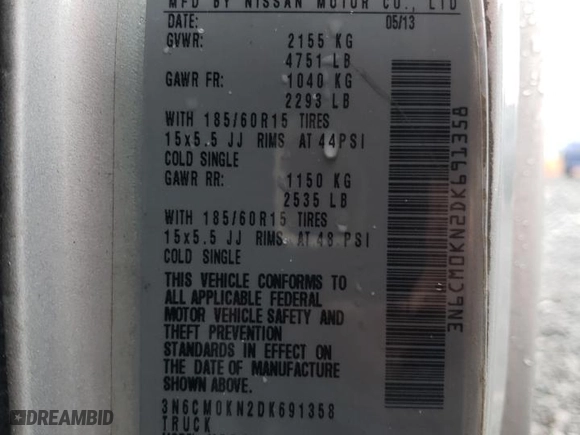 MFD BY NISSAN MOTOR CO., LTD
DATE: 05/13
GVWR: 2155 KG
4751 LB
GAWR FR: 1040 KG
2293 LB
WITH 185/60R15 TIRES
15x5.5 JJ RIMS AT 44PSI
COLD SINGLE
GAWR RR: 1150 KG
2535 LB
WITH 185/60R15 TIRES
15x5.5 JJ RIMS AT 48 PSI
COLD SINGLE
THIS VEHICLE CONFORMS TO
ALL APPLICABLE FEDERAL
MOTOR VEHICLE SAFETY AND
THEFT PREVENTION
STANDARDS IN EFFECT ON
THE DATE OF MANUFACTURE
SHOWN ABOVE.
3N6CM0KN2DK691358
TRUCK
3N6CM0KN2DK691358
DREAMBID